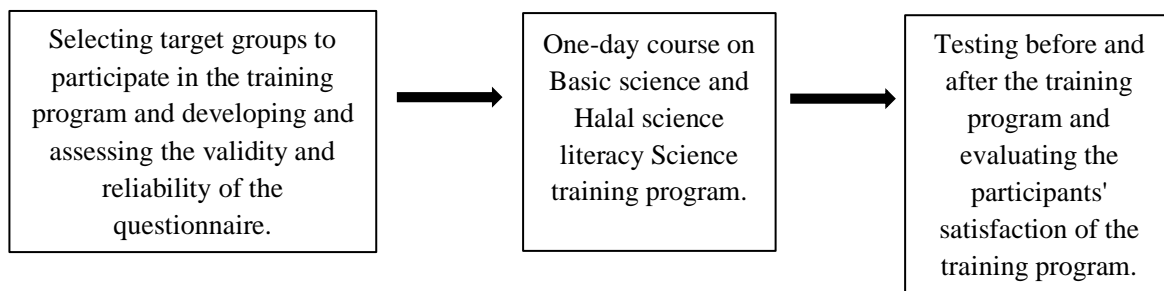 Selecting target groups to
participate in the training
program and developing and
assessing the validity and
reliability of the
questionnaire.
One-day course on
Basic science and
Halal science
literacy Science
training program.
Testing before and
after the training
program and
evaluating the
participants'
satisfaction of the
training program.